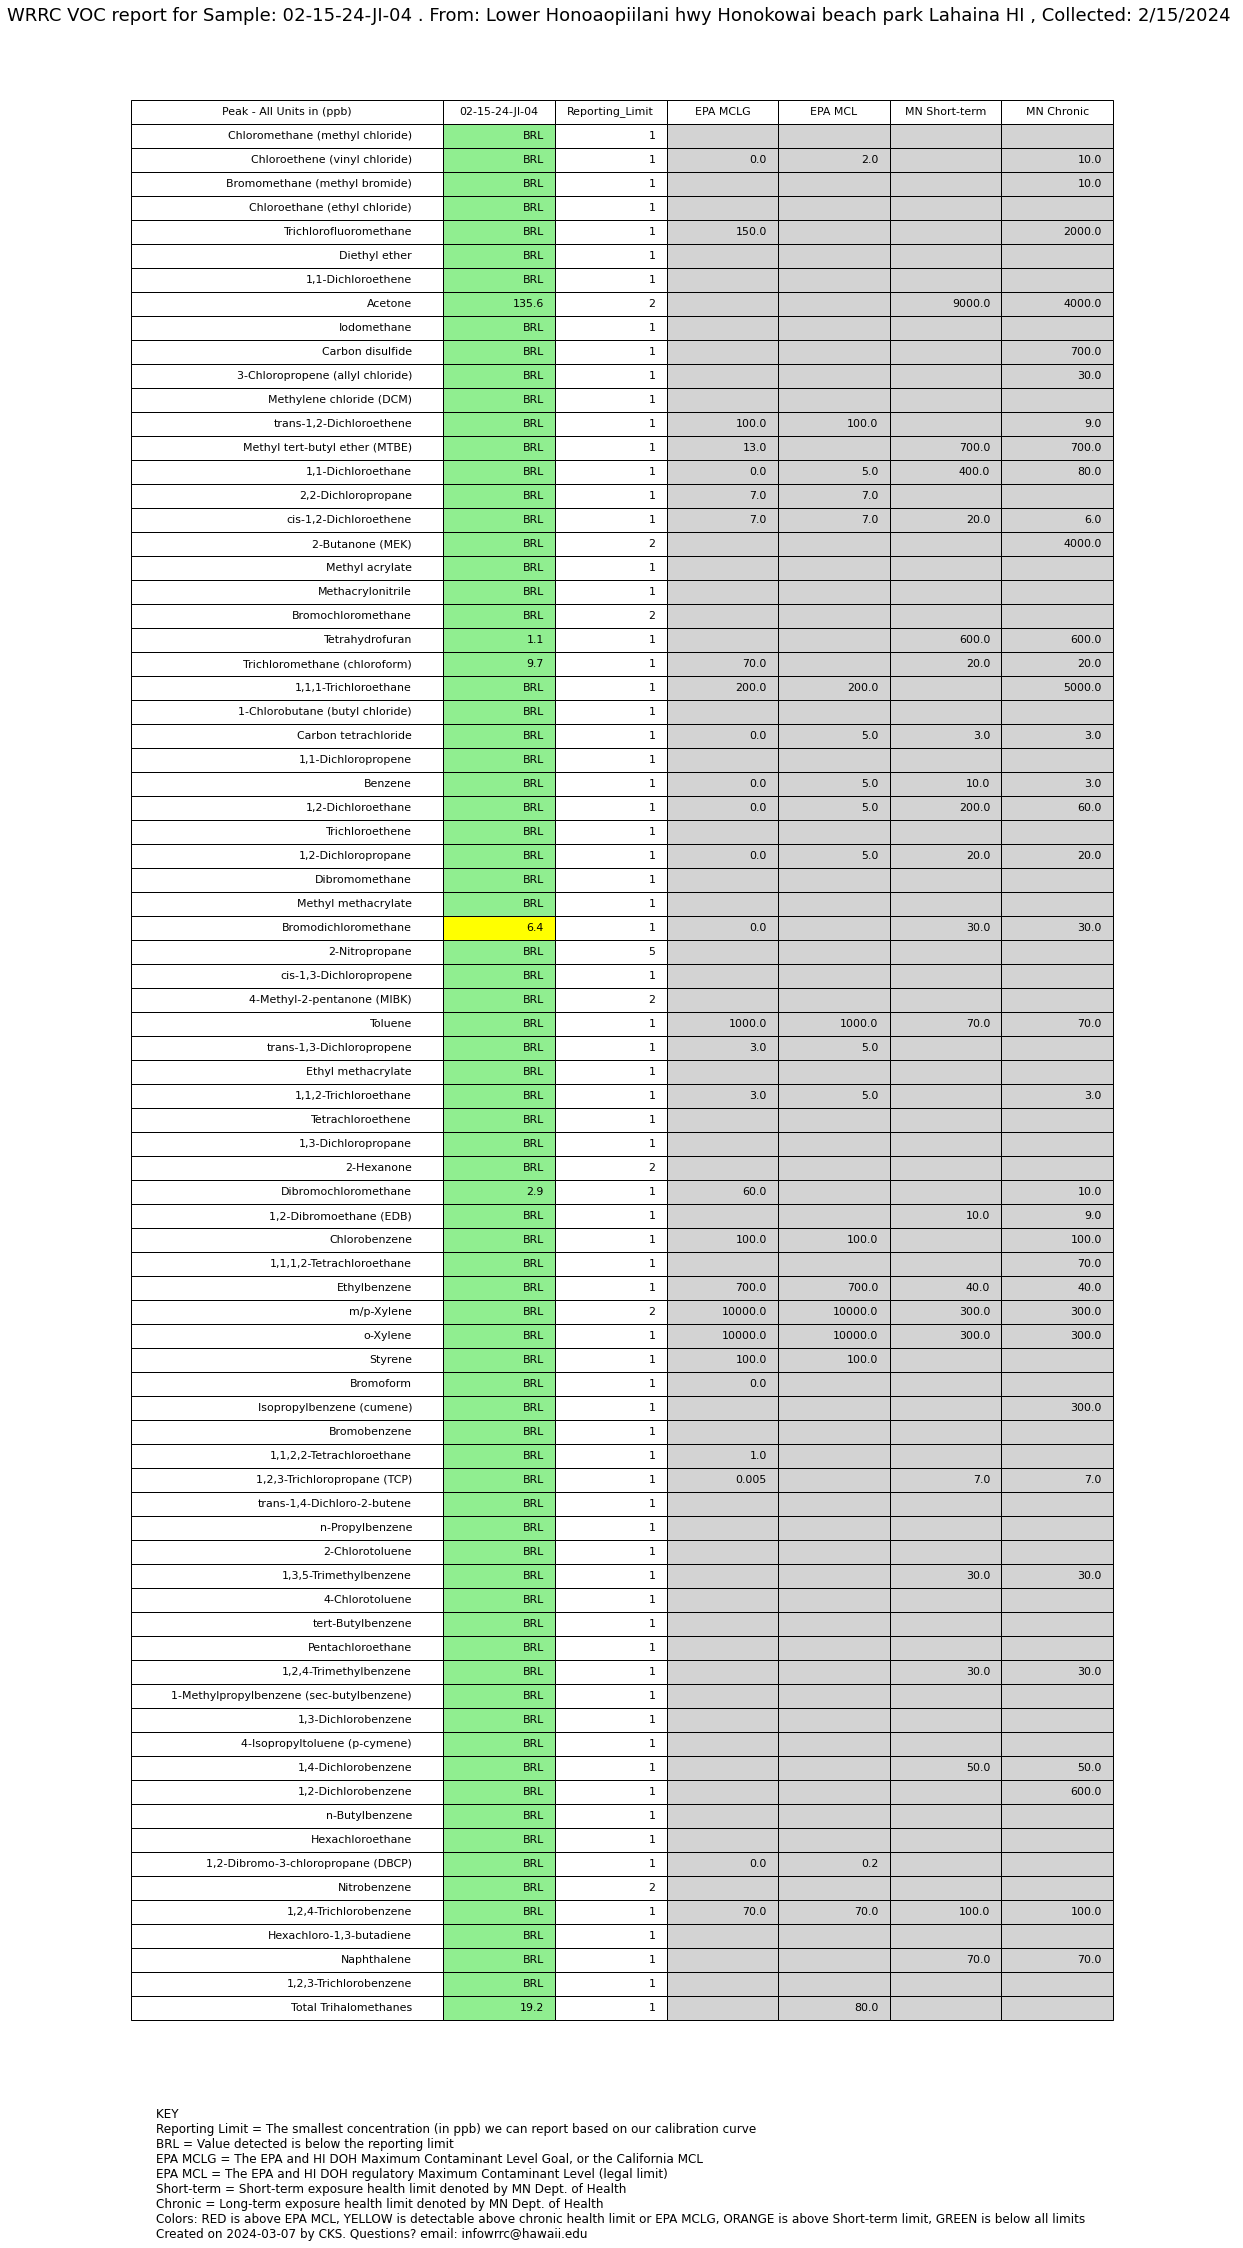 WRRC VOC report for Sample: 02-15-24-JI-04 . From: Lower Honoaopiilani hwy Honokowai beach park Lahaina HI , Collected: 2/15/2024
Peak - All Units in (ppb) 02-15-24-JI-04 Reporting_Limit EPA MCLG EPA MCL MN Short-term MN Chronic
Chloromethane (methyl chloride) BRL 1
Chloroethene (vinyl chloride) BRL 1 0.0 2.0 10.0
Bromomethane (methyl bromide) BRL 1 10.0
Chloroethane (ethyl chloride) BRL 1
Trichlorofluoromethane BRL 1 150.0 2000.0
Diethyl ether BRL 1
1,1-Dichloroethene BRL 1
Acetone 135.6 2 9000.0 4000.0
Iodomethane BRL 1
Carbon disulfide BRL 1 700.0
3-Chloropropene (allyl chloride) BRL 1 30.0
Methylene chloride (DCM) BRL 1
trans-1,2-Dichloroethene BRL 1 100.0 100.0 9.0
Methyl tert-butyl ether (MTBE) BRL 1 13.0 700.0 700.0
1,1-Dichloroethane BRL 1 0.0 5.0 400.0 80.0
2,2-Dichloropropane BRL 1 7.0 7.0
cis-1,2-Dichloroethene BRL 1 7.0 7.0 20.0 6.0
2-Butanone (MEK) BRL 2 4000.0
Methyl acrylate BRL 1
Methacrylonitrile BRL 1
Bromochloromethane BRL 2
Tetrahydrofuran 1.1 1 600.0 600.0
Trichloromethane (chloroform) 9.7 1 70.0 20.0 20.0
1,1,1-Trichloroethane BRL 1 200.0 200.0 5000.0
1-Chlorobutane (butyl chloride) BRL 1
Carbon tetrachloride BRL 1 0.0 5.0 3.0 3.0
1,1-Dichloropropene BRL 1
Benzene BRL 1 0.0 5.0 10.0 3.0
1,2-Dichloroethane BRL 1 0.0 5.0 200.0 60.0
Trichloroethene BRL 1
1,2-Dichloropropane BRL 1 0.0 5.0 20.0 20.0
Dibromomethane BRL 1
Methyl methacrylate BRL 1
Bromodichloromethane 6.4 1 0.0 30.0 30.0
2-Nitropropane BRL 5
cis-1,3-Dichloropropene BRL 1
4-Methyl-2-pentanone (MIBK) BRL 2
Toluene BRL 1 1000.0 1000.0 70.0 70.0
trans-1,3-Dichloropropene BRL 1 3.0 5.0
Ethyl methacrylate BRL 1
1,1,2-Trichloroethane BRL 1 3.0 5.0 3.0
Tetrachloroethene BRL 1
1,3-Dichloropropane BRL 1
2-Hexanone BRL 2
Dibromochloromethane 2.9 1 60.0 10.0
1,2-Dibromoethane (EDB) BRL 1 10.0 9.0
Chlorobenzene BRL 1 100.0 100.0 100.0
1,1,1,2-Tetrachloroethane BRL 1 70.0
Ethylbenzene BRL 1 700.0 700.0 40.0 40.0
m/p-Xylene BRL 2 10000.0 10000.0 300.0 300.0
o-Xylene BRL 1 10000.0 10000.0 300.0 300.0
Styrene BRL 1 100.0 100.0
Bromoform BRL 1 0.0
Isopropylbenzene (cumene) BRL 1 300.0
Bromobenzene BRL 1
1,1,2,2-Tetrachloroethane BRL 1 1.0
1,2,3-Trichloropropane (TCP) BRL 1 0.005 7.0 7.0
trans-1,4-Dichloro-2-butene BRL 1
n-Propylbenzene BRL 1
2-Chlorotoluene BRL 1
1,3,5-Trimethylbenzene BRL 1 30.0 30.0
4-Chlorotoluene BRL 1
tert-Butylbenzene BRL 1
Pentachloroethane BRL 1
1,2,4-Trimethylbenzene BRL 1 30.0 30.0
1-Methylpropylbenzene (sec-butylbenzene) BRL 1
1,3-Dichlorobenzene BRL 1
4-Isopropyltoluene (p-cymene) BRL 1
1,4-Dichlorobenzene BRL 1 50.0 50.0
1,2-Dichlorobenzene BRL 1 600.0
n-Butylbenzene BRL 1
Hexachloroethane BRL 1
1,2-Dibromo-3-chloropropane (DBCP) BRL 1 0.0 0.2
Nitrobenzene BRL 2
1,2,4-Trichlorobenzene BRL 1 70.0 70.0 100.0 100.0
Hexachloro-1,3-butadiene BRL 1
Naphthalene BRL 1 70.0 70.0
1,2,3-Trichlorobenzene BRL 1
Total Trihalomethanes 19.2 1 80.0
KEY
Reporting Limit = The smallest concentration (in ppb) we can report based on our calibration curve
BRL = Value detected is below the reporting limit
EPA MCLG = The EPA and HI DOH Maximum Contaminant Level Goal, or the California MCL
EPA MCL = The EPA and HI DOH regulatory Maximum Contaminant Level (legal limit)
Short-term = Short-term exposure health limit denoted by MN Dept. of Health
Chronic = Long-term exposure health limit denoted by MN Dept. of Health
Colors: RED is above EPA MCL, YELLOW is detectable above chronic health limit or EPA MCLG, ORANGE is above Short-term limit, GREEN is below all limits
Created on 2024-03-07 by CKS. Questions? email: infowrrc@hawaii.edu